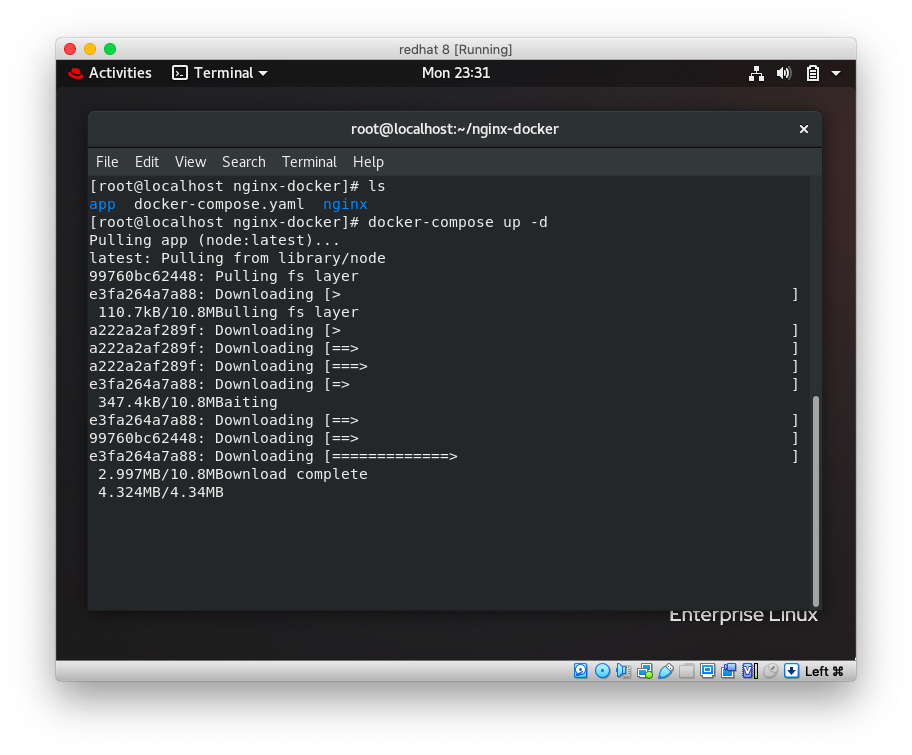 redhat 8 [Running]
Activities Terminal Mon 23:31
root@localhost:~/nginx-docker ×
File Edit View Search Terminal Help
[root@localhost nginx-docker]# ls
app  docker-compose.yaml  nginx
[root@localhost nginx-docker]# docker-compose up -d
Pulling app (node:latest)...
latest: Pulling from library/node
99760bc62448: Pulling fs layer
e3fa264a7a88: Downloading [>                                                  ]
 110.7kB/10.8MBulling fs layer
a222a2af289f: Downloading [>                                                  ]
a222a2af289f: Downloading [==>                                                ]
a222a2af289f: Downloading [===>                                               ]
e3fa264a7a88: Downloading [=>                                                 ]
 347.4kB/10.8MBaiting
e3fa264a7a88: Downloading [==>                                                ]
99760bc62448: Downloading [==>                                                ]
e3fa264a7a88: Downloading [=============>                                     ]
 2.997MB/10.8MBownload complete
 4.324MB/4.34MB
Enterprise Linux
Left ⌘